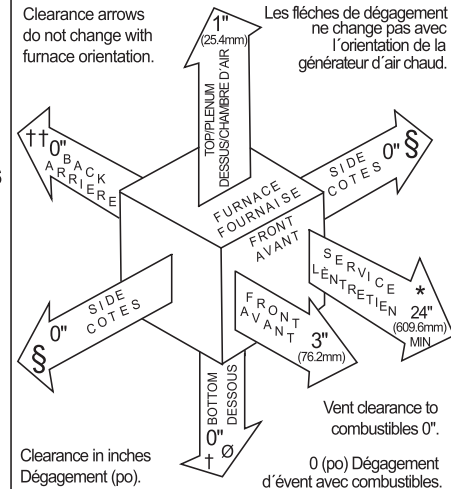 Clearance arrows
do not change with
furnace orientation.
Les fléches de dégagement
ne change pas avec
l´orientation de la
générateur d´air chaud.
1"
(25.4mm)
TOP/PLENUM
DESSUS/CHAMBRE D'AIR
††0"
BACK
ARRIERE
SIDE
COTES
0" §
FURNACE
FOURNAISE
FRONT
AVANT
SERVICE
LÈNTRETIEN
*
24"
(609.6mm)
MIN
§ 0"
SIDE
COTES
FRONT
AVANT
3"
(76.2mm)
BOTTOM
DESSOUS
0"
† Ø
Vent clearance to
combustibles 0".
Clearance in inches
Dégagement (po).
0 (po) Dégagement
d´évent avec combustibles.
S